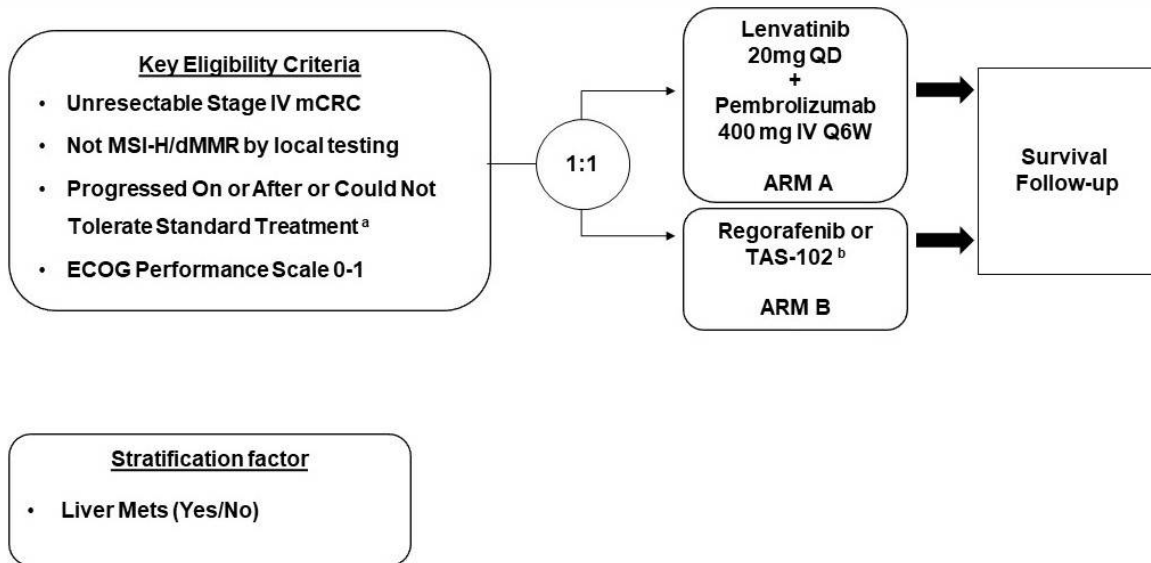 Key Eligibility Criteria
• Unresectable Stage IV mCRC
• Not MSI-H/dMMR by local testing
• Progressed On or After or Could Not
Tolerate Standard Treatment ᵃ
• ECOG Performance Scale 0-1
1:1
Lenvatinib
20mg QD
+
Pembrolizumab
400 mg IV Q6W
ARM A
Regorafenib or
TAS-102 ᵇ
ARM B
Survival
Follow-up
Stratification factor
• Liver Mets (Yes/No)